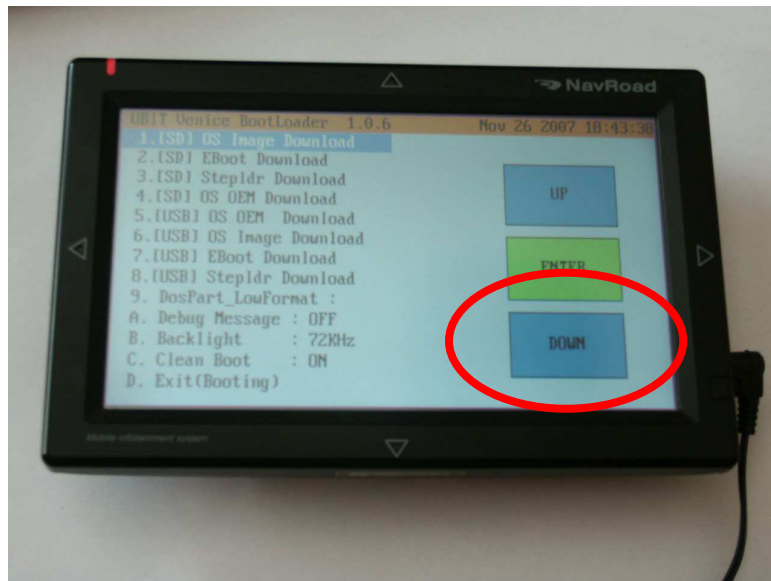 NavRoad
UBIT Venice BootLoader 1.0.6 Nov 26 2007 18:43:38
1.[SD] OS Image Download
2.[SD] EBoot Download
3.[SD] Stepldr Download
4.[SD] OS OEM Download
5.[USB] OS OEM Download
6.[USB] OS Image Download
7.[USB] EBoot Download
8.[USB] Stepldr Download
9. DosPart_LowFormat :
A. Debug Message : OFF
B. Backlight : 72KHz
C. Clean Boot : ON
D. Exit(Booting)
UP
ENTER
DOWN
Mobile infotainment system